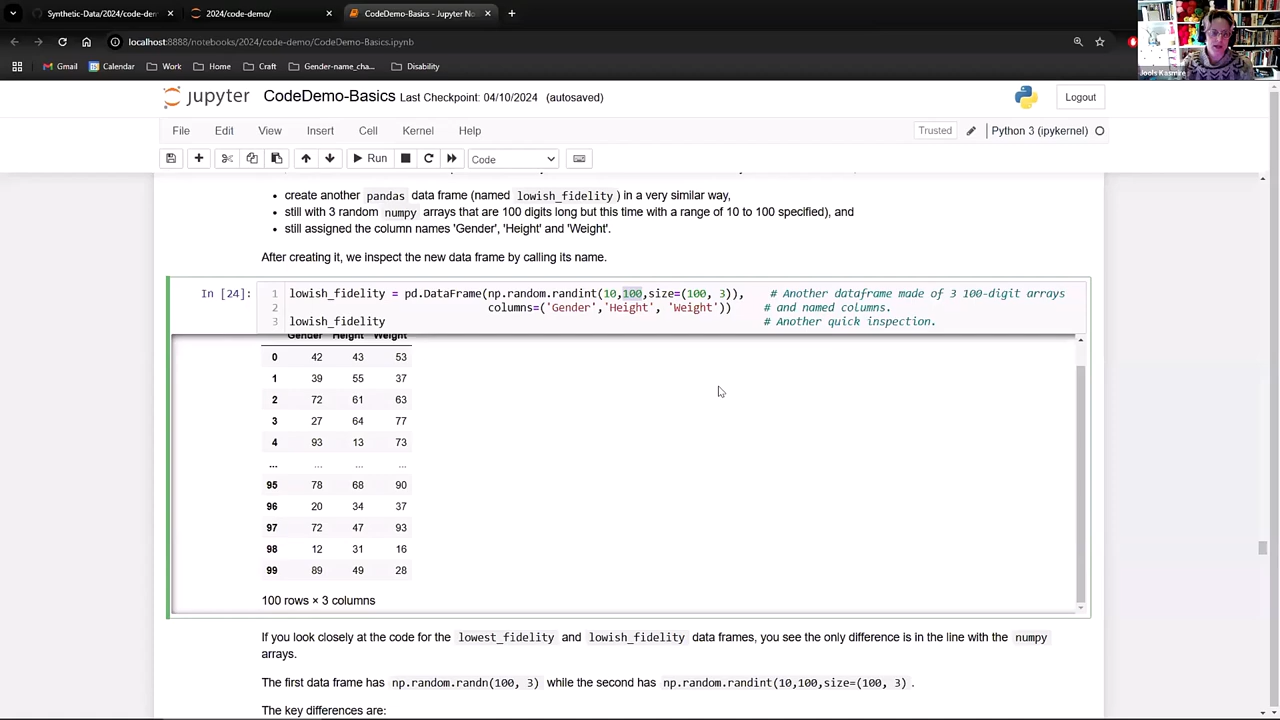 Synthetic-Data/2024/code-de
2024/code-demo/
CodeDemo-Basics - Jupyter No
localhost:8888/notebooks/2024/code-demo/CodeDemo-Basics.ipynb
Gmail Calendar Work Home Craft Gender-name_cha... Disability
Jools Kasmire
jupyter CodeDemo-Basics Last Checkpoint: 04/10/2024 (autosaved) Logout
File Edit View Insert Cell Kernel Help Trusted Python 3 (ipykernel)
Run Code
create another pandas data frame (named lowish_fidelity ) in a very similar way,
still with 3 random numpy arrays that are 100 digits long but this time with a range of 10 to 100 specified), and
still assigned the column names 'Gender', 'Height' and 'Weight'.
After creating it, we inspect the new data frame by calling its name.
In [24]: 1 lowish_fidelity = pd.DataFrame(np.random.randint(10,100,size=(100, 3)), # Another dataframe made of 3 100-digit arrays
2 columns=('Gender','Height', 'Weight')) # and named columns.
3 lowish_fidelity # Another quick inspection.
Gender Height Weight
0 42 43 53
1 39 55 37
2 72 61 63
3 27 64 77
4 93 13 73
... ... ... ...
95 78 68 90
96 20 34 37
97 72 47 93
98 12 31 16
99 89 49 28
100 rows × 3 columns
If you look closely at the code for the lowest_fidelity and lowish_fidelity data frames, you see the only difference is in the line with the numpy
arrays.
The first data frame has np.random.randn(100, 3) while the second has np.random.randint(10,100,size=(100, 3) .
The key differences are: